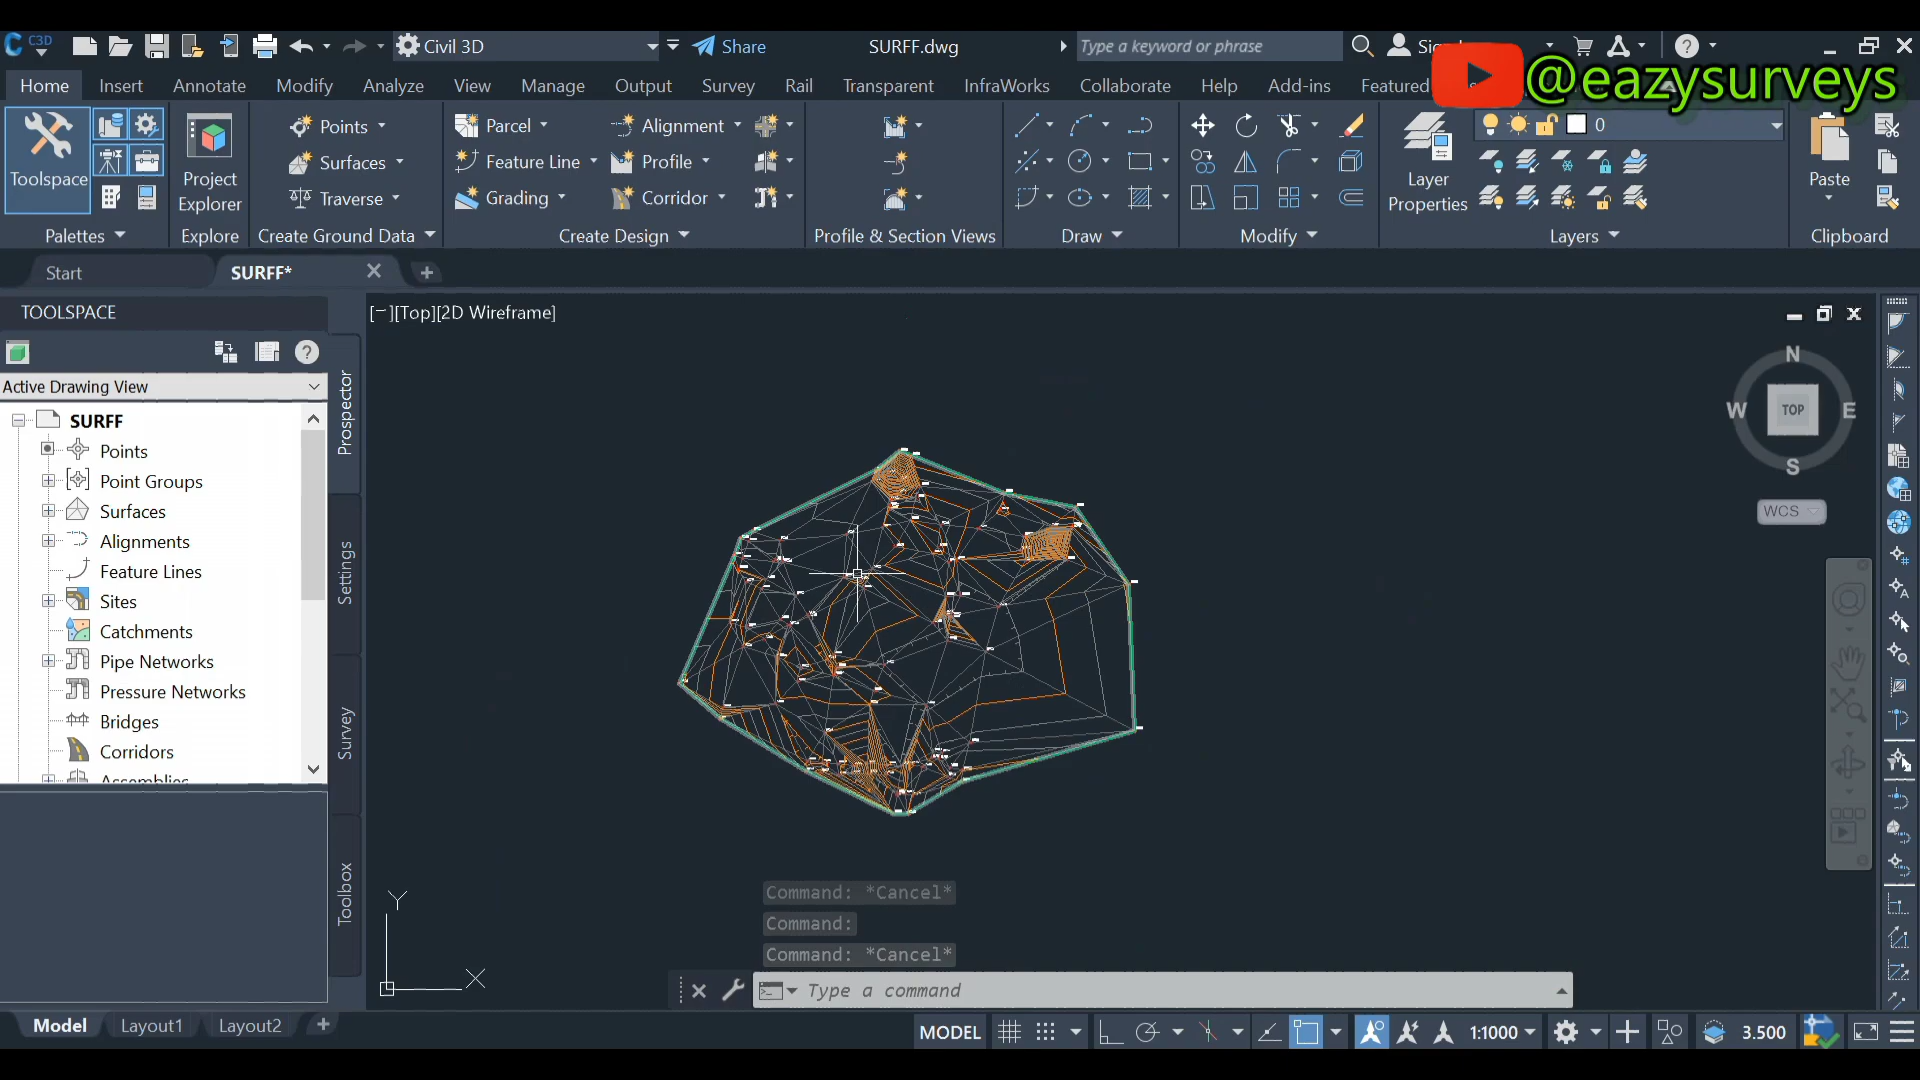 C3D
Civil 3D
Share
SURFF.dwg
Type a keyword or phrase
@eazysurveys
Home
Insert
Annotate
Modify
Analyze
View
Manage
Output
Survey
Rail
Transparent
InfraWorks
Collaborate
Help
Add-ins
Featured
Toolspace
Project Explorer
Points
Surfaces
Traverse
Parcel
Feature Line
Grading
Alignment
Profile
Corridor
Layer Properties
0
Paste
Palettes
Explore
Create Ground Data
Create Design
Profile & Section Views
Draw
Modify
Layers
Clipboard
Start
SURFF*
TOOLSPACE
Active Drawing View
SURFF
Points
Point Groups
Surfaces
Alignments
Feature Lines
Sites
Catchments
Pipe Networks
Pressure Networks
Bridges
Corridors
Assemblies
Prospector
Settings
Survey
Toolbox
[−][Top][2D Wireframe]
N
W
TOP
E
S
WCS
Y
X
Command: *Cancel*
Command:
Command: *Cancel*
Type a command
Model
Layout1
Layout2
MODEL
1:1000
3.500